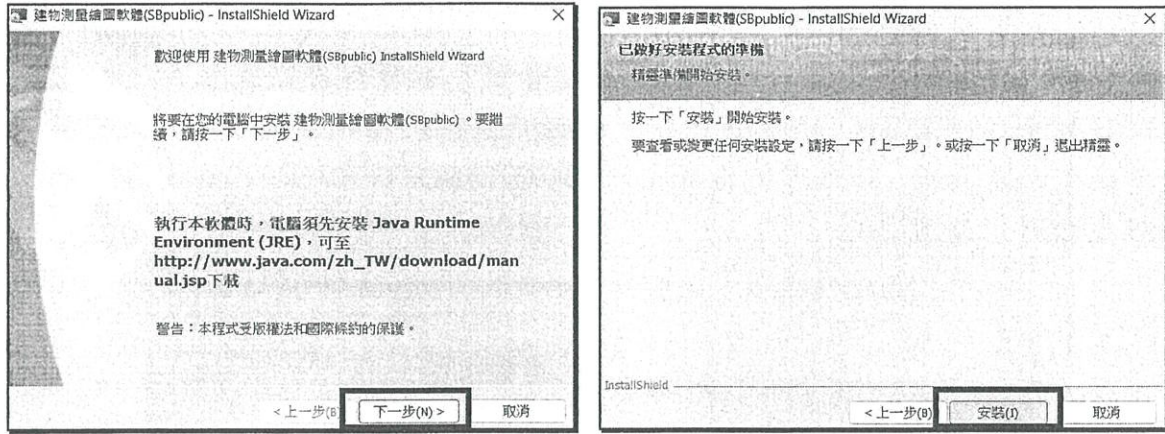 建物測量繪圖軟體(SBpublic) - InstallShield Wizard
歡迎使用 建物測量繪圖軟體(SBpublic) InstallShield Wizard
將要在您的電腦中安裝 建物測量繪圖軟體(SBpublic) 。要繼
續，請按一下「下一步」。
執行本軟體時，電腦須先安裝 Java Runtime
Environment (JRE)，可至
http://www.java.com/zh_TW/download/man
ual.jsp下載
警告：本程式受版權法和國際條約的保護。
<上一步(B)
下一步(N) >
取消
建物測量繪圖軟體(SBpublic) - InstallShield Wizard
已做好安裝程式的準備
精靈準備開始安裝。
按一下「安裝」開始安裝。
要查看或變更任何安裝設定，請按一下「上一步」。或按一下「取消」退出精靈。
InstallShield
<上一步(B)
安裝(I)
取消